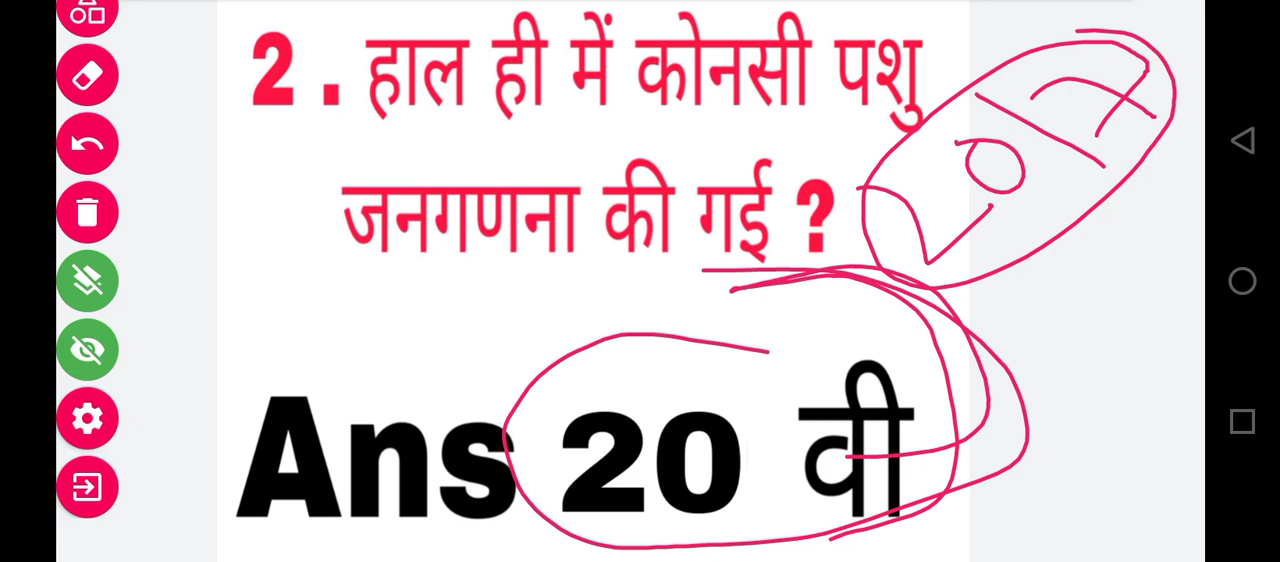 2 . हाल ही में कोनसी पशु
जनगणना की गई ?
Ans 20 वी